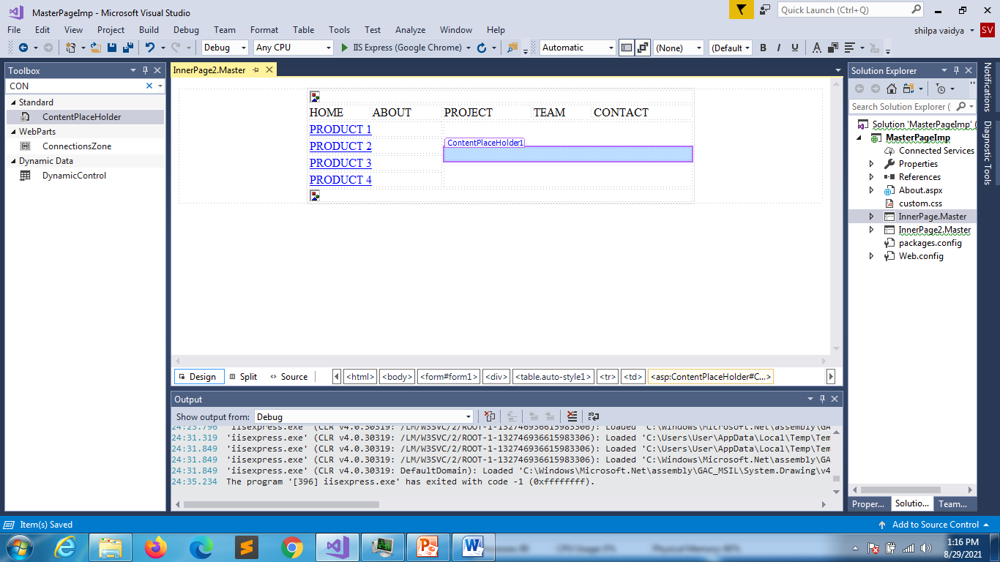 MasterPageImp - Microsoft Visual Studio
Quick Launch (Ctrl+Q)
File Edit View Project Build Debug Team Format Table Tools Test Analyze Window Help
shilpa vaidya SV
Debug Any CPU IIS Express (Google Chrome) Automatic (None) (Default B I U A
Toolbox
CON
Standard
ContentPlaceHolder
WebParts
ConnectionsZone
Dynamic Data
DynamicControl
InnerPage2.Master
HOME ABOUT PROJECT TEAM CONTACT
PRODUCT 1
ContentPlaceHolder1
PRODUCT 2
PRODUCT 3
PRODUCT 4
Design Split Source <html> <body> <form#form1> <div> <table.auto-style1> <tr> <td> <asp:ContentPlaceHolder#C...>
Output
Show output from: Debug
24:23.796 'iisexpress.exe' (CLR v4.0.30319: /LM/W3SVC/2/ROOT-1-132746936615983306): Loaded 'C:\Windows\Microsoft.Net\assembly\GA
24:31.319 'iisexpress.exe' (CLR v4.0.30319: /LM/W3SVC/2/ROOT-1-132746936615983306): Loaded 'C:\Users\User\AppData\Local\Temp\Tem
24:31.849 'iisexpress.exe' (CLR v4.0.30319: /LM/W3SVC/2/ROOT-1-132746936615983306): Loaded 'C:\Users\User\AppData\Local\Temp\Tem
24:31.849 'iisexpress.exe' (CLR v4.0.30319: /LM/W3SVC/2/ROOT-1-132746936615983306): Loaded 'C:\Windows\Microsoft.Net\assembly\GA
24:31.849 'iisexpress.exe' (CLR v4.0.30319: DefaultDomain): Loaded 'C:\Windows\Microsoft.Net\assembly\GAC_MSIL\System.Drawing\v4
24:35.234 The program '[396] iisexpress.exe' has exited with code -1 (0xffffffff).
Solution Explorer
Search Solution Explorer (
Solution 'MasterPageImp' (
MasterPageImp
Connected Services
Properties
References
About.aspx
custom.css
InnerPage.Master
InnerPage2.Master
packages.config
Web.config
Proper... Solutio... Team...
Notifications
Diagnostic Tools
Item(s) Saved
Add to Source Control
1:16 PM
8/29/2021